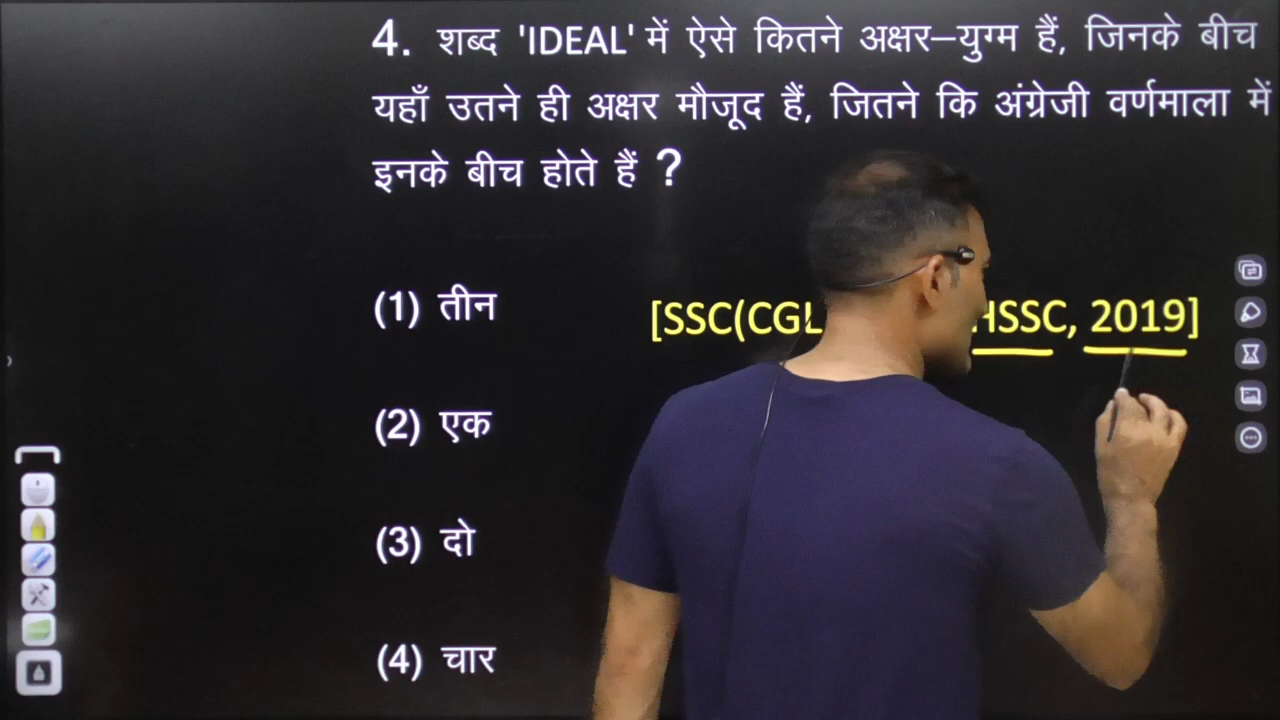 4. शब्द 'IDEAL' में ऐसे कितने अक्षर–युग्म हैं, जिनके बीच
यहाँ उतने ही अक्षर मौजूद हैं, जितने कि अंग्रेजी वर्णमाला में
इनके बीच होते हैं ?
(1) तीन
[SSC(CGL HSSC, 2019]
(2) एक
(3) दो
(4) चार